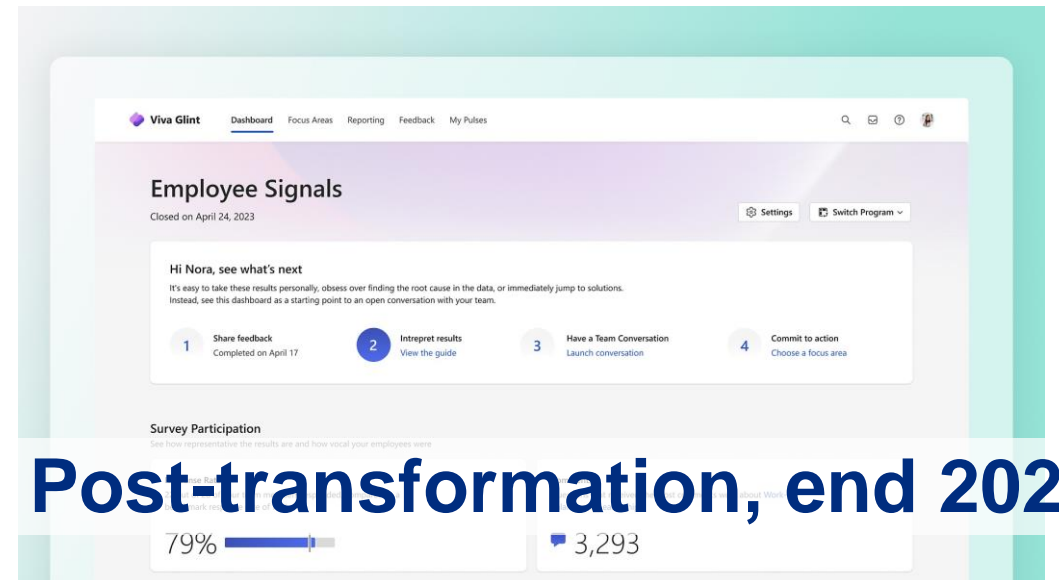 Viva Glint Dashboard Focus Areas Reporting Feedback My Pulses
Employee Signals
Closed on April 24, 2023
Settings Switch Program
Hi Nora, see what's next
It's easy to take these results personally, obsess over finding the root cause in the data, or immediately jump to solutions.
Instead, see this dashboard as a starting point to an open conversation with your team.
1 Share feedback
Completed on April 17
2 Intrepret results
View the guide
3 Have a Team Conversation
Launch conversation
4 Commit to action
Choose a focus area
Survey Participation
See how representative the results are and how vocal your employees were
Post-transformation, end 202
79%
3,293